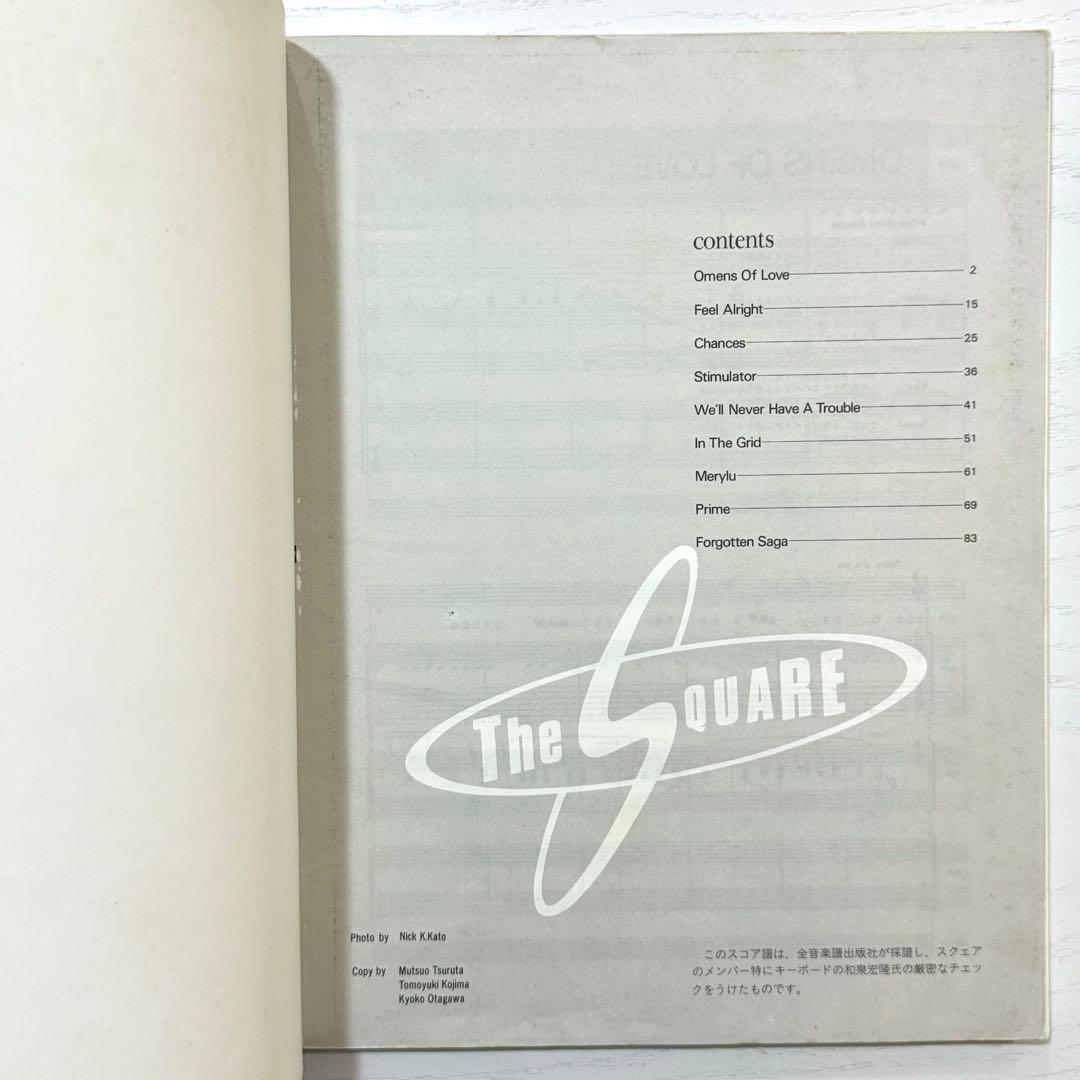 contents
Omens Of Love 2
Feel Alright 15
Chances 25
Stimulator 36
We'll Never Have A Trouble 41
In The Grid 51
Merylu 61
Prime 69
Forgotten Saga 83
The SQUARE
Photo by Nick K.Kato
Copy by Mutsuo Tsuruta
Tomoyuki Kojima
Kyoko Otagawa
このスコア譜は、全音楽譜出版社が採譜し、スクェア
のメンバー特にキーボードの和泉宏隆氏の厳密なチェッ
クをうけたものです。
OMENS OF LOVE